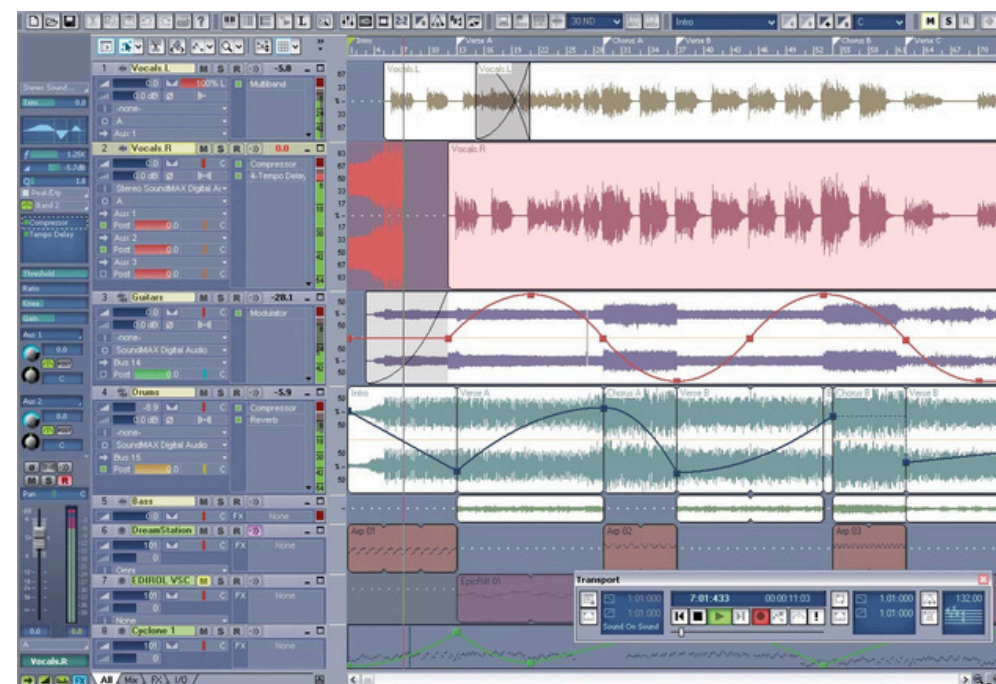 30 ND Intro C M S R
Intro Verse A Chorus A Verse B Chorus B Verse C
1 Vocals.L M S R -5.8
0.0 100% L Multiband
0.0 dB
-none-
A
Aux 1
Vocals.L Vocals.L
Stereo Sound...
Trim 0.0
2 Vocals.R M S R 0.0
0.0 C Compressor
0.0 dB 4-Tempo Delay
Stereo SoundMAX Digital Au
A
Aux 1
Post 0.0 C
Aux 2
Post 0.0 C
Aux 3
Post 0.0 C
Vocals.R
1.25K
-5.7dB
Q 1.8
Peak/Dip
Band 2
Compressor
Tempo Delay
Threshold
Ratio
Knee
Gain
3 Guitars M S R -20.1
0.0 C Modulator
0.0 dB
-none-
SoundMAX Digital Audio
Bus 14
Post 0.0 C
Aux 1
0.0
C
4 Drums M S R -5.9
-8.9 C Compressor
0.0 dB Reverb
-none-
SoundMAX Digital Audio
Bus 15
Post 0.0 C
Intro Verse A Chorus A Verse B Chorus B Verse B
Aux 2
0.0
C
M S R
Pan C
5 Bass M S R
0.0 C FX None
6 DreamStation M S R
101 C FX None
0
Omni
Arp 01 Arp 02 Arp 03
7 EDIROL VSC M S R
101 C FX None
0
None
EpicRiff 01
8 Cyclone 1 M S R
101 C FX None
0
Transport
1:01:000 7:01:433 00:00:11:03 1:01:000 132.00
1:01:000 1:01:000
Sound On Sound
0.0 0.0
A
Vocals.R
FX
All Mix FX I/O